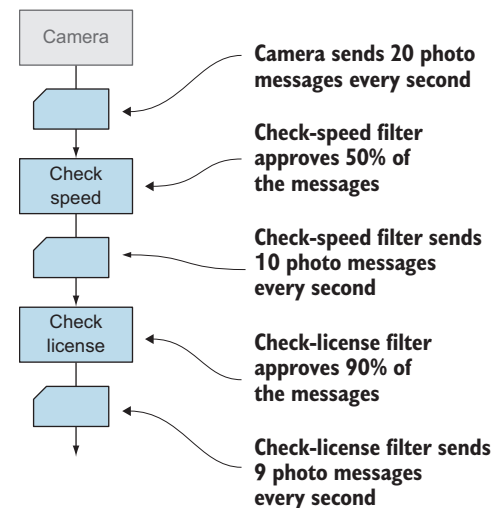 Camera
Camera sends 20 photo
messages every second
Check-speed filter
approves 50% of
the messages
Check
speed
Check-speed filter sends
10 photo messages
every second
Check
license
Check-license filter
approves 90% of
the messages
Check-license filter sends
9 photo messages
every second